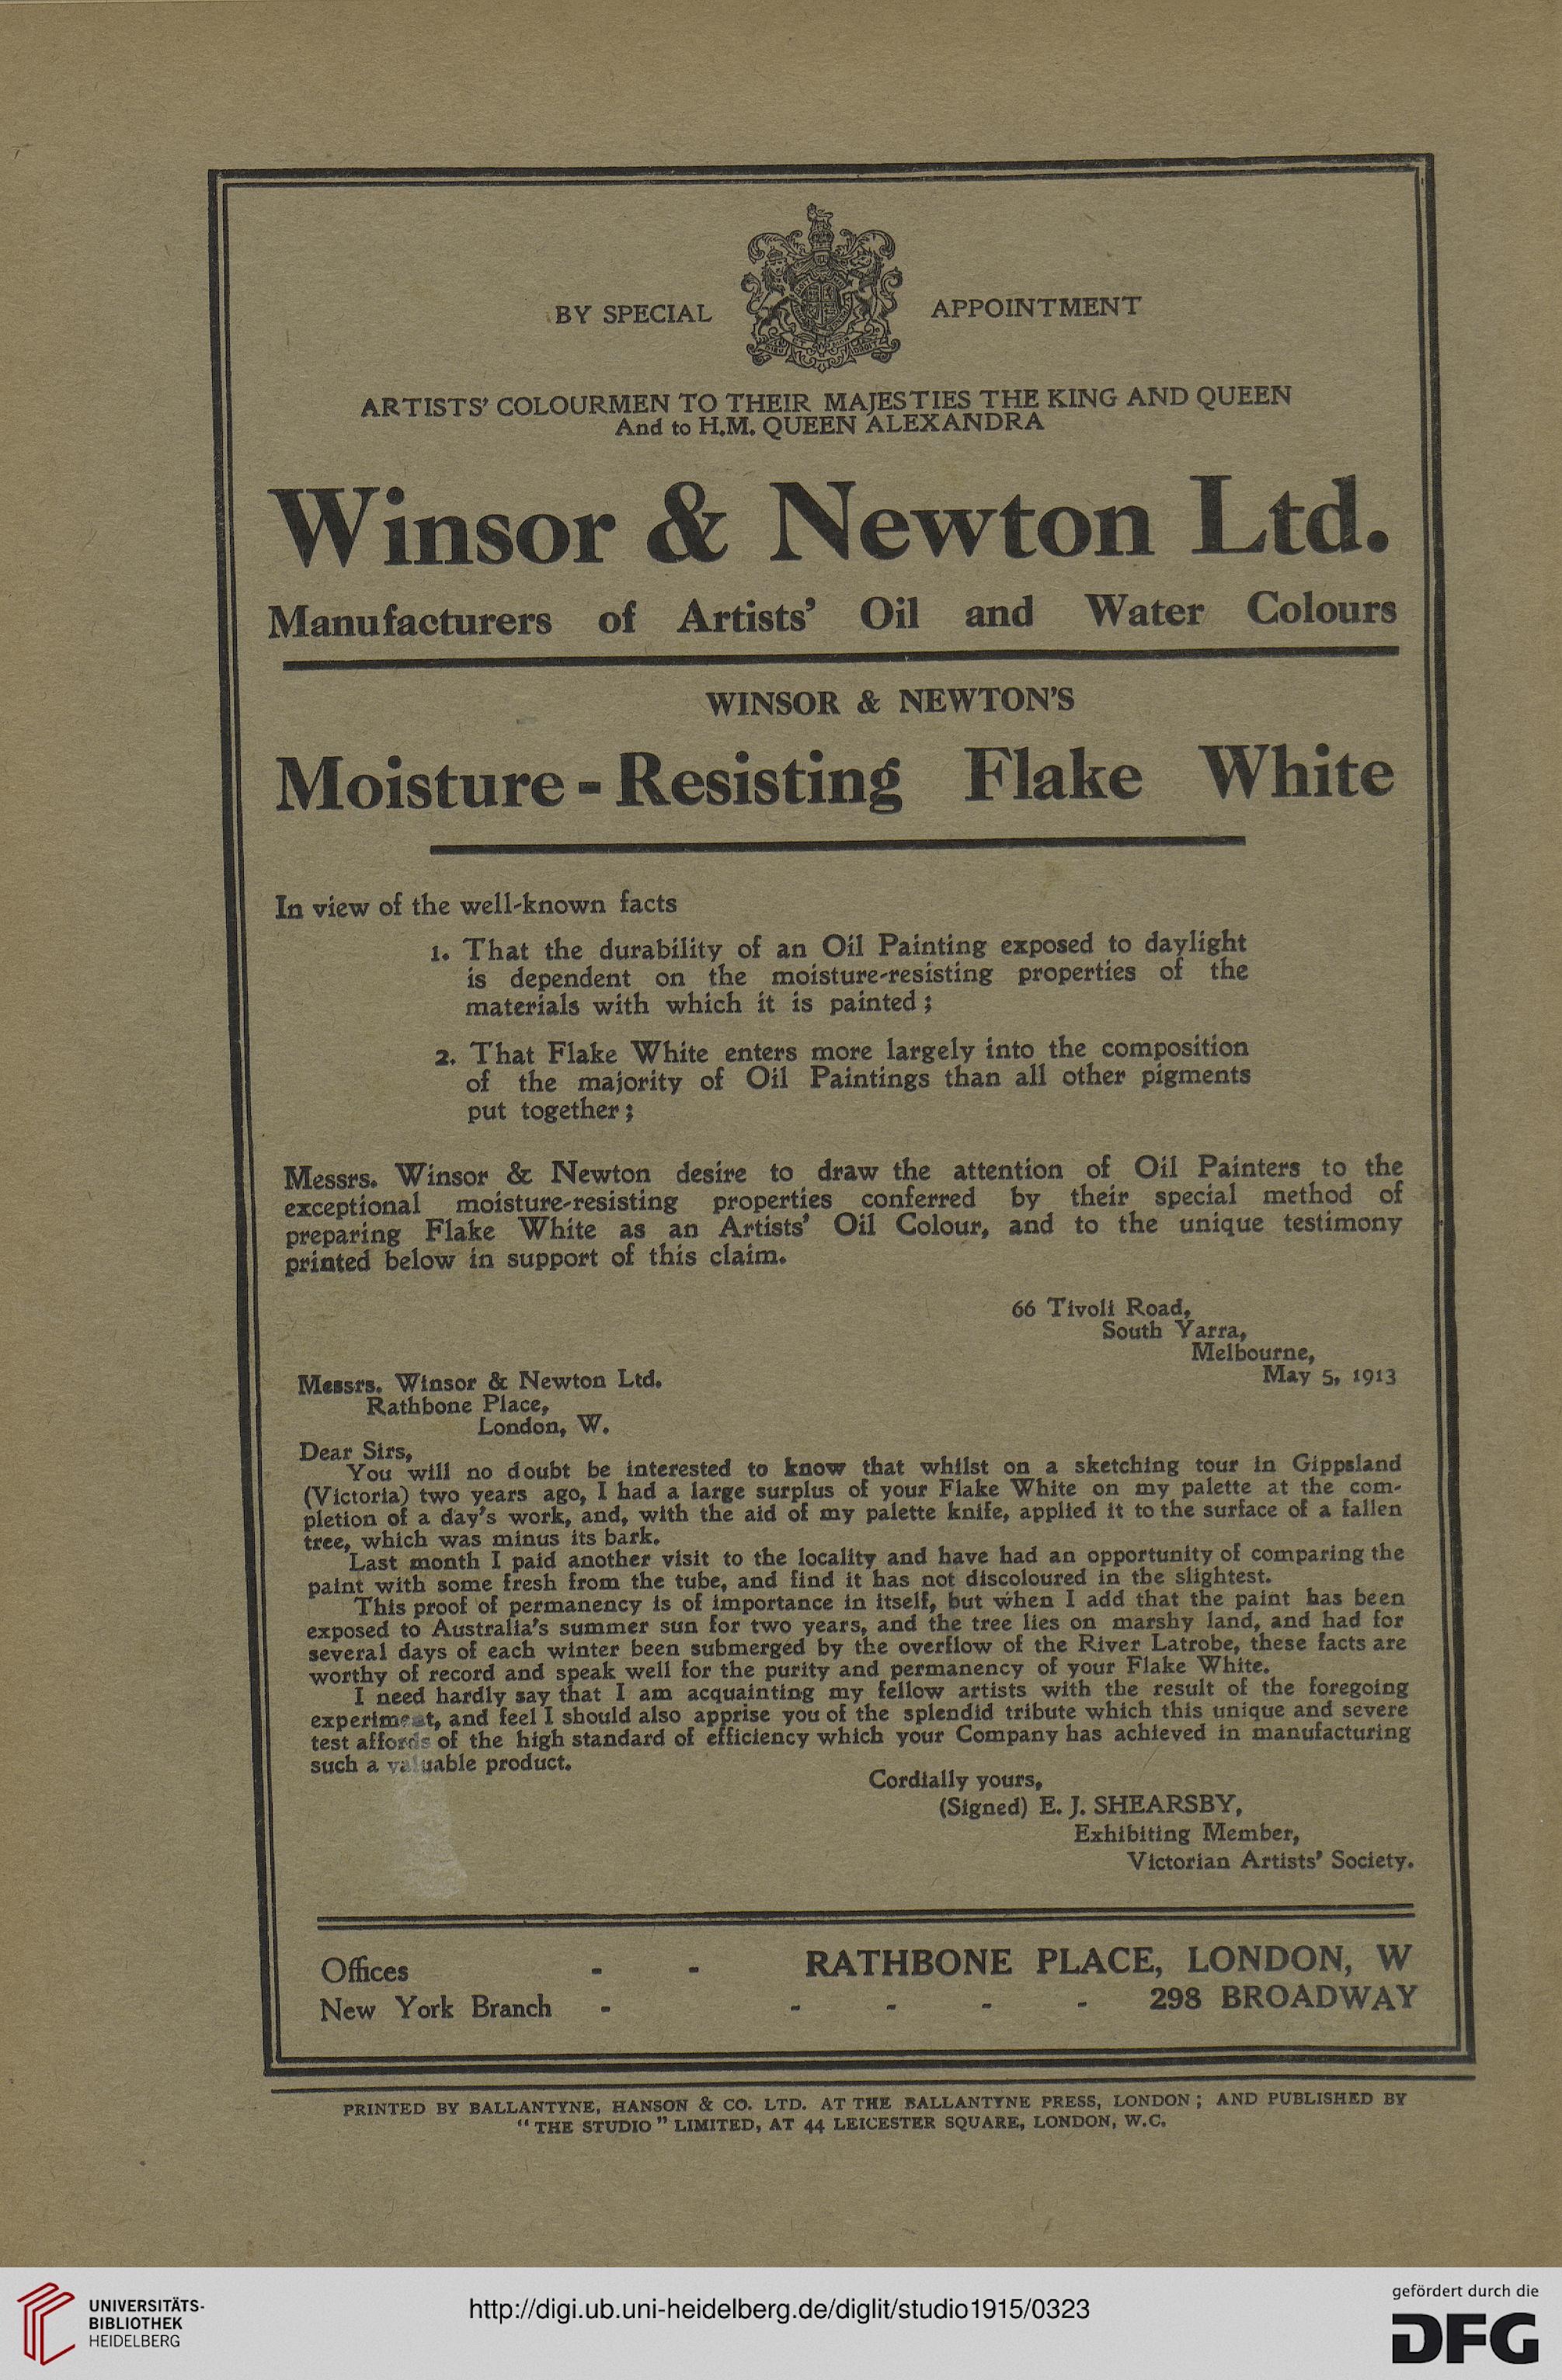 BY SPECIAL APPOINTMENT
ARTISTS' COLOURMEN TO THEIR MAJESTIES THE KING AND QUEEN
And to H.M. QUEEN ALEXANDRA
Winsor & Newton Ltd.
Manufacturers of Artists' Oil and Water Colours
WINSOR & NEWTON'S
Moisture-Resisting Flake White
In view of the well-known facts
1. That the durability of an Oil Painting exposed to daylight
is dependent on the moisture-resisting properties of the
materials with which it is painted;
2. That Flake White enters more largely into the composition
of the majority of Oil Paintings than all other pigments
put together;
Messrs. Winsor & Newton desire to draw the attention of Oil Painters to the
exceptional moisture-resisting properties conferred by their special method of
preparing Flake White as an Artists' Oil Colour, and to the unique testimony
printed below in support of this claim.
66 Tivoli Road,
South Yarra,
Melbourne,
May 5, 1913
Messrs. Winsor & Newton Ltd.
Rathbone Place,
London, W.
Dear Sirs,
You will no doubt be interested to know that whilst on a sketching tour in Gippsland
(Victoria) two years ago, I had a large surplus of your Flake White on my palette at the com-
pletion of a day's work, and, with the aid of my palette knife, applied it to the surface of a fallen
tree, which was minus its bark.
Last month I paid another visit to the locality and have had an opportunity of comparing the
paint with some fresh from the tube, and find it has not discoloured in the slightest.
This proof of permanency is of importance in itself, but when I add that the paint has been
exposed to Australia's summer sun for two years, and the tree lies on marshy land, and had for
several days of each winter been submerged by the overflow of the River Latrobe, these facts are
worthy of record and speak well for the purity and permanency of your Flake White.
I need hardly say that I am acquainting my fellow artists with the result of the foregoing
experiment, and feel I should also apprise you of the splendid tribute which this unique and severe
test affords of the high standard of efficiency which your Company has achieved in manufacturing
such a valuable product.
Cordially yours,
(Signed) E. J. SHEARSBY,
Exhibiting Member,
Victorian Artists' Society.
Offices - - RATHBONE PLACE, LONDON, W
New York Branch - - - - - 298 BROADWAY
PRINTED BY BALLANTYNE, HANSON & CO. LTD. AT THE BALLANTYNE PRESS, LONDON; AND PUBLISHED BY
"THE STUDIO" LIMITED, AT 44 LEICESTER SQUARE, LONDON, W.C.
UNIVERSITÄTS-
BIBLIOTHEK
HEIDELBERG
http://digi.ub.uni-heidelberg.de/diglit/studio1915/0323
gefördert durch die
DFG